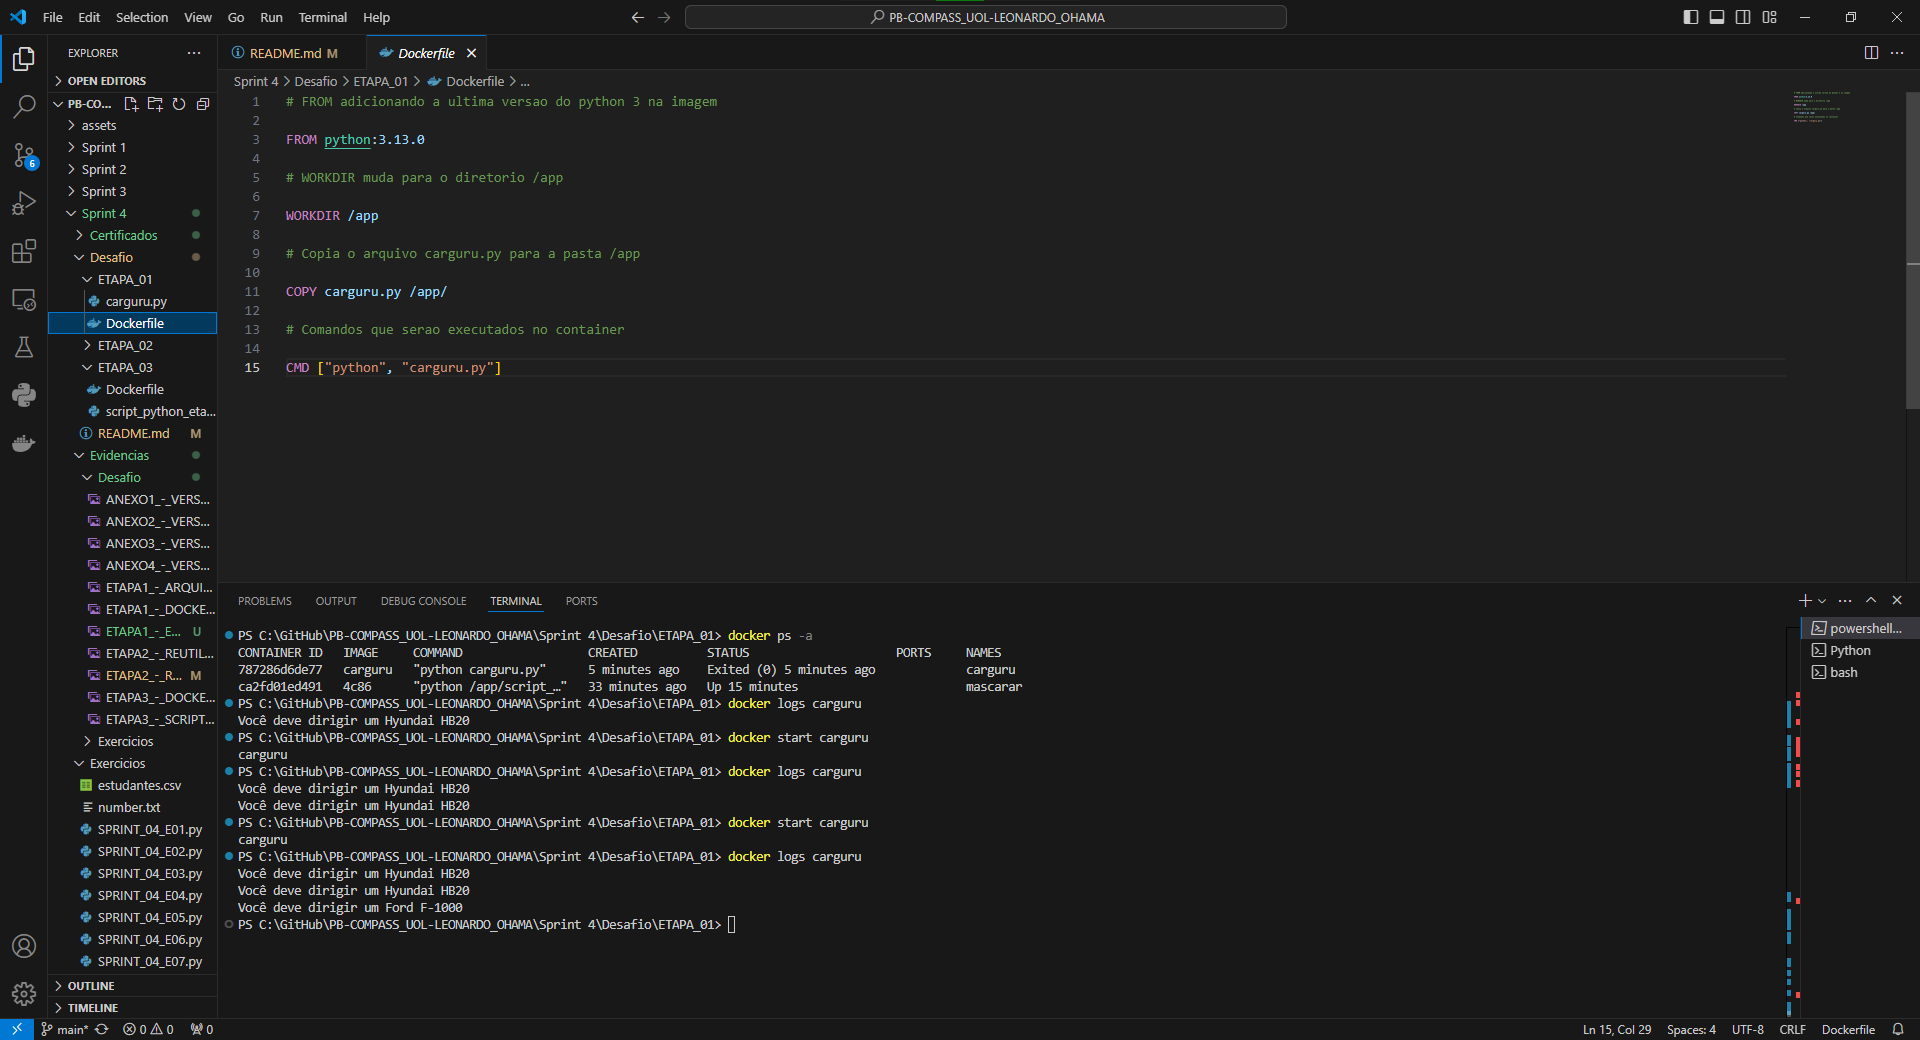 File Edit Selection View Go Run Terminal Help
PB-COMPASS_UOL-LEONARDO_OHAMA
EXPLORER
OPEN EDITORS
PB-CO...
assets
Sprint 1
Sprint 2
Sprint 3
Sprint 4
Certificados
Desafio
ETAPA_01
carguru.py
Dockerfile
ETAPA_02
ETAPA_03
Dockerfile
script_python_eta...
README.md M
Evidencias
Desafio
ANEXO1_-_VERS...
ANEXO2_-_VERS...
ANEXO3_-_VERS...
ANEXO4_-_VERS...
ETAPA1_-_ARQUI...
ETAPA1_-_DOCKE...
ETAPA1_-_E... U
ETAPA2_-_REUTIL...
ETAPA2_-_R... M
ETAPA3_-_DOCKE...
ETAPA3_-_SCRIPT...
Exercicios
Exercicios
estudantes.csv
number.txt
SPRINT_04_E01.py
SPRINT_04_E02.py
SPRINT_04_E03.py
SPRINT_04_E04.py
SPRINT_04_E05.py
SPRINT_04_E06.py
SPRINT_04_E07.py
OUTLINE
TIMELINE
6
README.md M Dockerfile
Sprint 4 > Desafio > ETAPA_01 > Dockerfile > ...
1 # FROM adicionando a ultima versao do python 3 na imagem
2
3 FROM python:3.13.0
4
5 # WORKDIR muda para o diretorio /app
6
7 WORKDIR /app
8
9 # Copia o arquivo carguru.py para a pasta /app
10
11 COPY carguru.py /app/
12
13 # Comandos que serao executados no container
14
15 CMD ["python", "carguru.py"]
PROBLEMS OUTPUT DEBUG CONSOLE TERMINAL PORTS
PS C:\GitHub\PB-COMPASS_UOL-LEONARDO_OHAMA\Sprint 4\Desafio\ETAPA_01> docker ps -a
CONTAINER ID IMAGE COMMAND CREATED STATUS PORTS NAMES
787286d6de77 carguru "python carguru.py" 5 minutes ago Exited (0) 5 minutes ago carguru
ca2fd01ed491 4c86 "python /app/script_…" 33 minutes ago Up 15 minutes mascarar
PS C:\GitHub\PB-COMPASS_UOL-LEONARDO_OHAMA\Sprint 4\Desafio\ETAPA_01> docker logs carguru
Você deve dirigir um Hyundai HB20
PS C:\GitHub\PB-COMPASS_UOL-LEONARDO_OHAMA\Sprint 4\Desafio\ETAPA_01> docker start carguru
carguru
PS C:\GitHub\PB-COMPASS_UOL-LEONARDO_OHAMA\Sprint 4\Desafio\ETAPA_01> docker logs carguru
Você deve dirigir um Hyundai HB20
Você deve dirigir um Hyundai HB20
PS C:\GitHub\PB-COMPASS_UOL-LEONARDO_OHAMA\Sprint 4\Desafio\ETAPA_01> docker start carguru
carguru
PS C:\GitHub\PB-COMPASS_UOL-LEONARDO_OHAMA\Sprint 4\Desafio\ETAPA_01> docker logs carguru
Você deve dirigir um Hyundai HB20
Você deve dirigir um Hyundai HB20
Você deve dirigir um Ford F-1000
PS C:\GitHub\PB-COMPASS_UOL-LEONARDO_OHAMA\Sprint 4\Desafio\ETAPA_01>
powershell...
Python
bash
main* 0 0 0
Ln 15, Col 29 Spaces: 4 UTF-8 CRLF Dockerfile